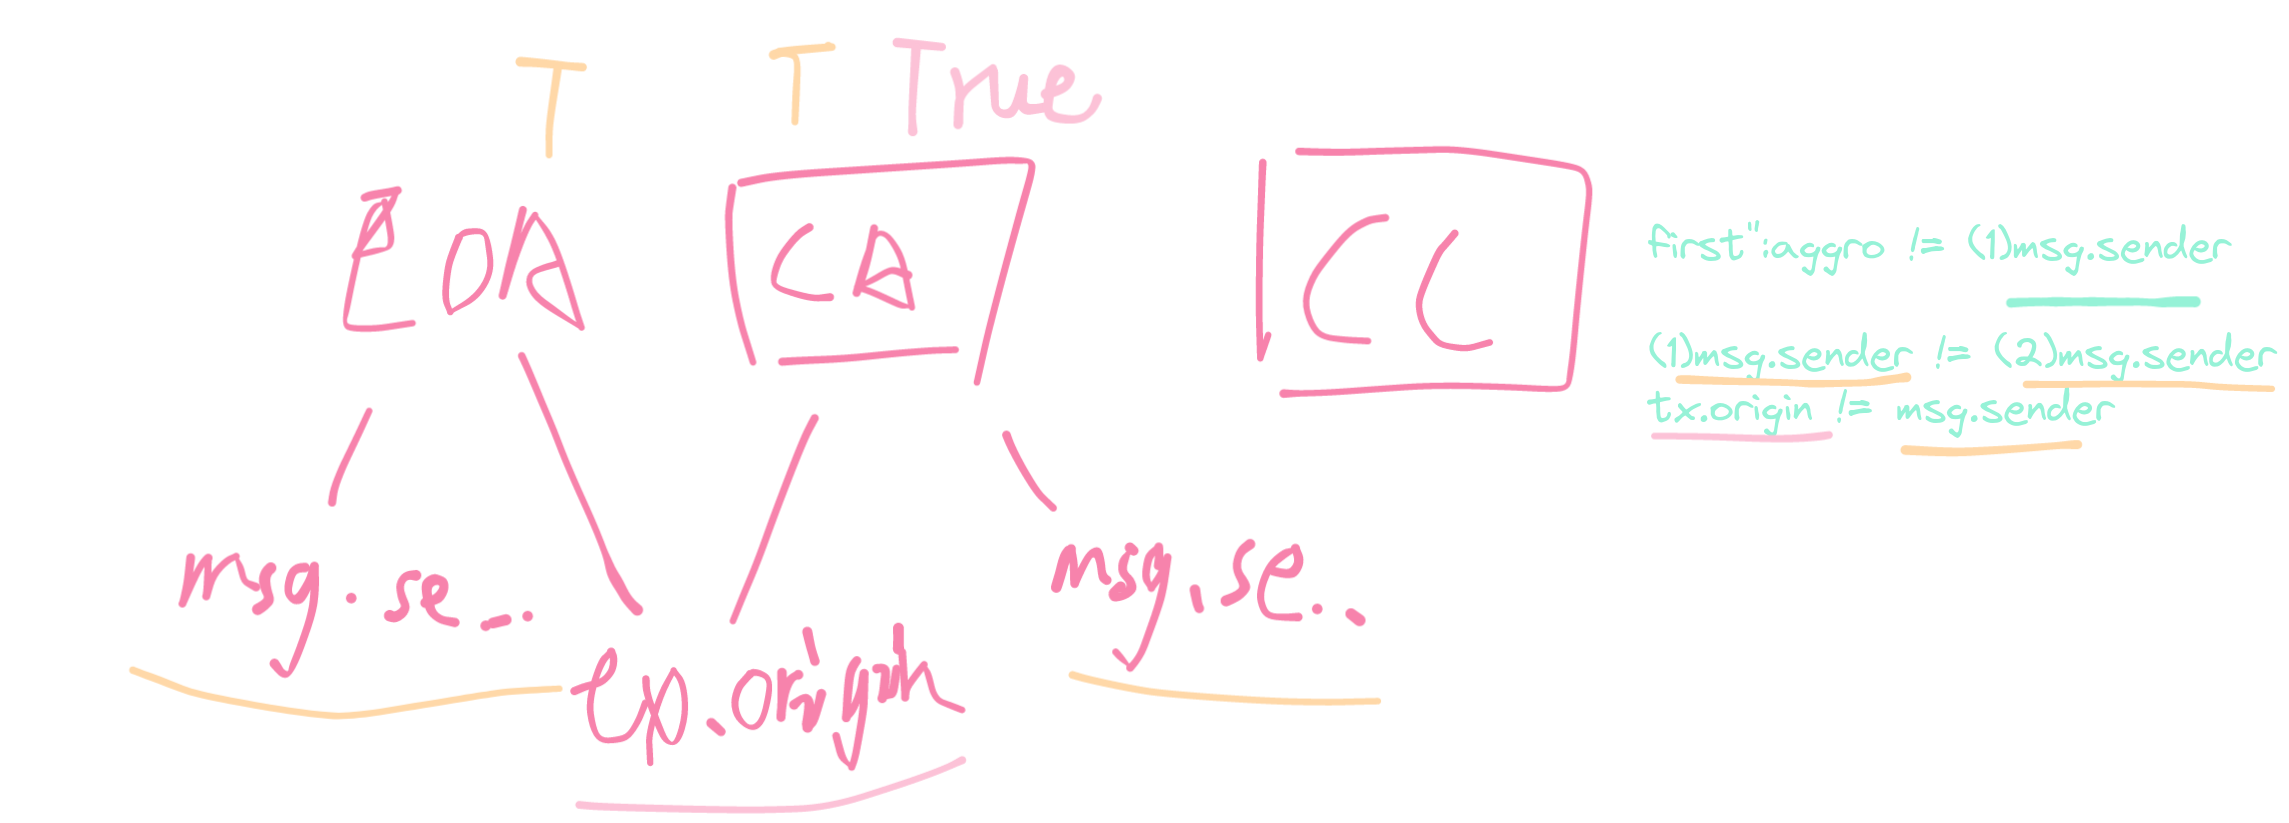 T T True
EOA CA CC
first":aggro != (1)msg.sender
(1)msg.sender != (2)msg.sender
tx.origin != msg.sender
msg.se... msg.se..
tx.origin